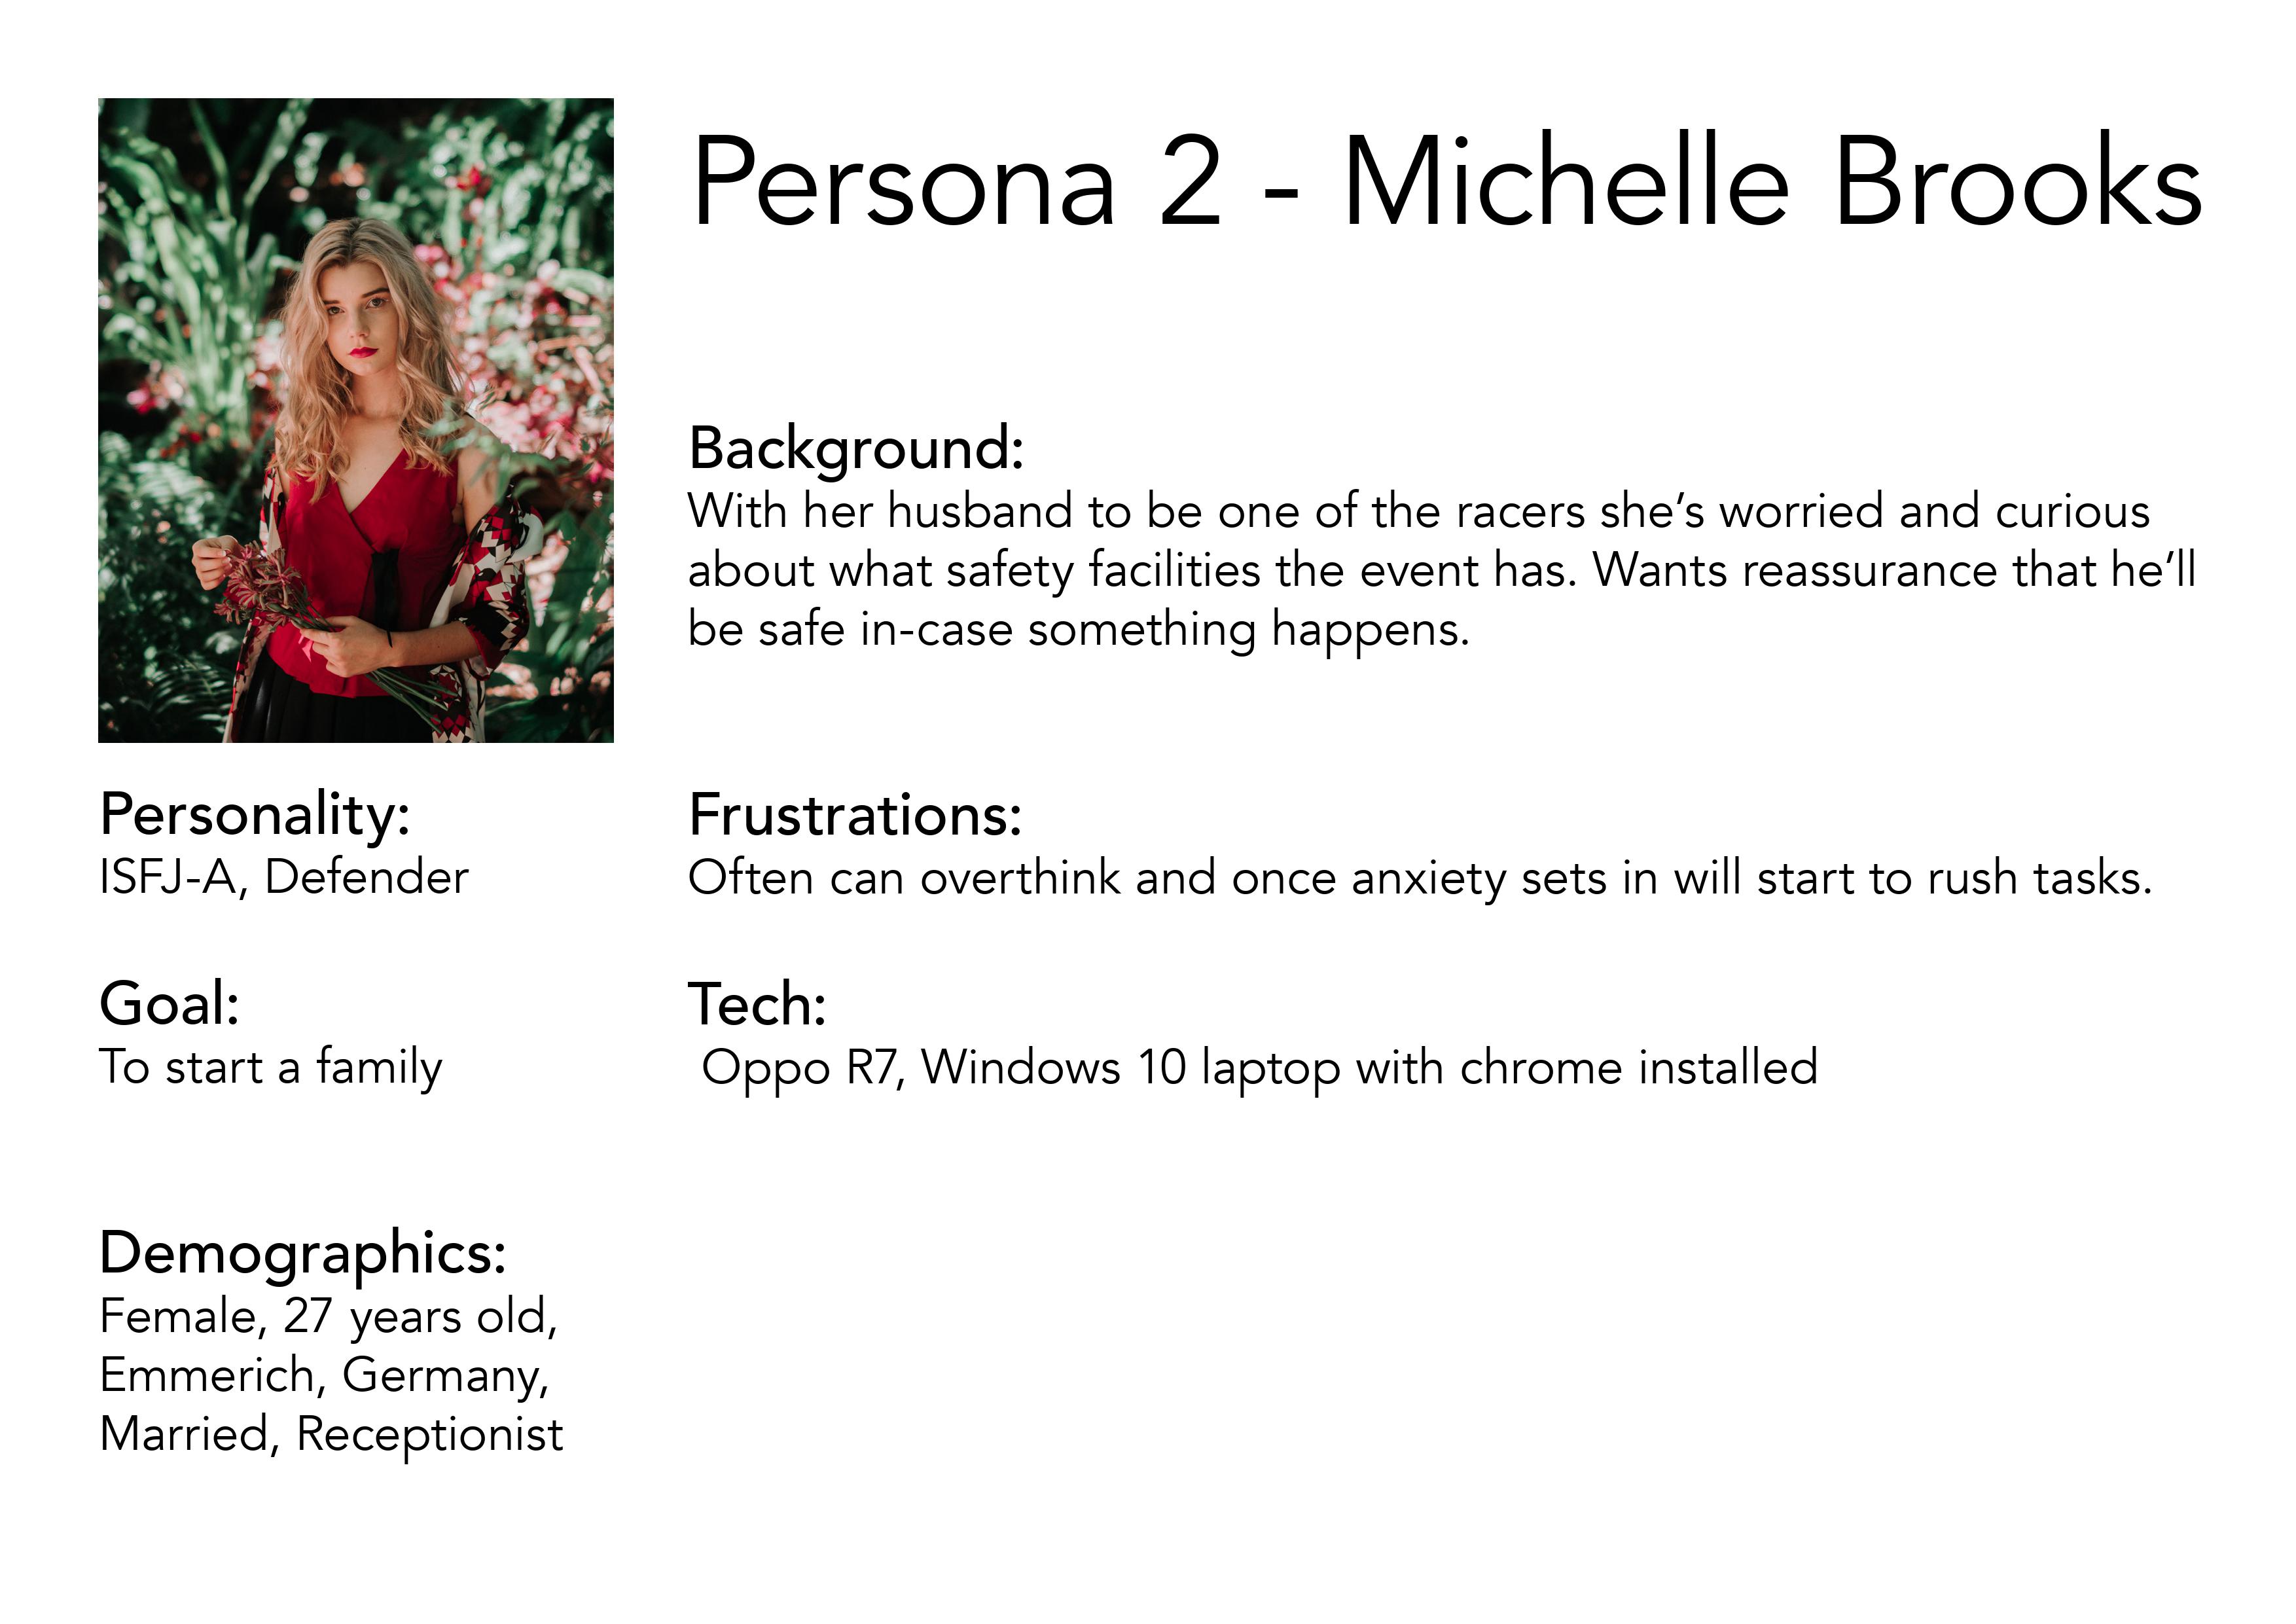 Persona 2 - Michelle Brooks
Background:
With her husband to be one of the racers she’s worried and curious
about what safety facilities the event has. Wants reassurance that he’ll
be safe in-case something happens.
Personality:
ISFJ-A, Defender
Frustrations:
Often can overthink and once anxiety sets in will start to rush tasks.
Goal:
To start a family
Tech:
Oppo R7, Windows 10 laptop with chrome installed
Demographics:
Female, 27 years old,
Emmerich, Germany,
Married, Receptionist